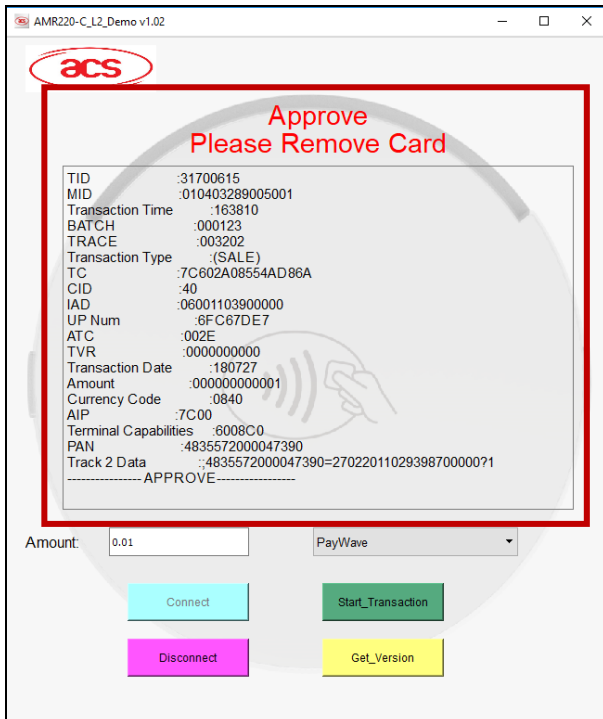 AMR220-C_L2_Demo v1.02
acs
Approve
Please Remove Card
TID :31700615
MID :010403289005001
Transaction Time :163810
BATCH :000123
TRACE :003202
Transaction Type :(SALE)
TC :7C602A08554AD86A
CID :40
IAD :06001103900000
UP Num :6FC67DE7
ATC :002E
TVR :0000000000
Transaction Date :180727
Amount :000000000001
Currency Code :0840
AIP :7C00
Terminal Capabilities :6008C0
PAN :4835572000047390
Track 2 Data :;4835572000047390=27022011029398700000?1
---------------- APPROVE-----------------
Amount: 0.01 PayWave
Connect Start_Transaction
Disconnect Get_Version